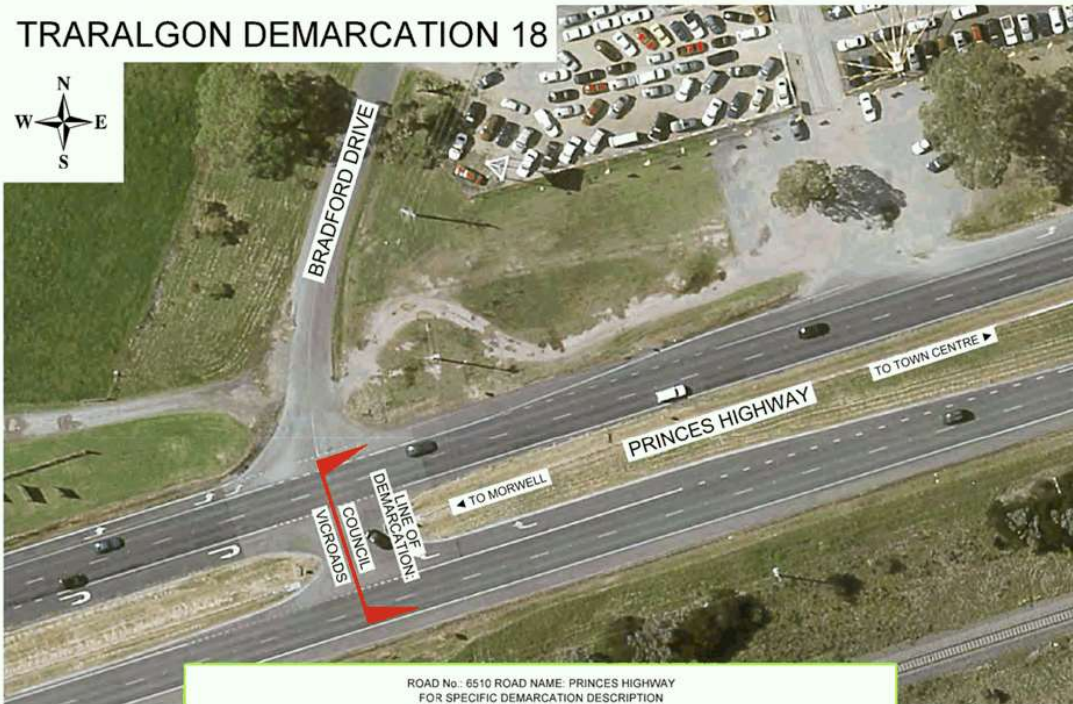 TRARALGON DEMARCATION 18
N
W E
S
BRADFORD DRIVE
TO TOWN CENTRE ►
PRINCES HIGHWAY
◄ TO MORWELL
LINE OF
DEMARCATION:
COUNCIL
VICROADS
ROAD No.: 6510 ROAD NAME: PRINCES HIGHWAY
FOR SPECIFIC DEMARCATION DESCRIPTION